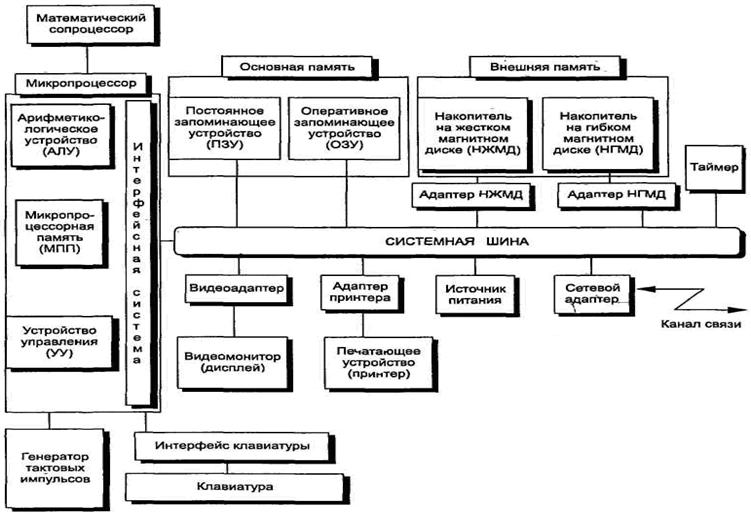 Математический
сопроцессор
Микропроцессор
Основная память
Внешняя память
Арифметико-
логическое
устройство
(АЛУ)
Микропро-
цессорная
память
(МПП)
Устройство
управления
(УУ)
Интерфейсная система
Постоянное
запоминающее
устройство
(ПЗУ)
Оперативное
запоминающее
устройство
(ОЗУ)
Накопитель
на жестком
магнитном
диске (НЖМД)
Накопитель
на гибком
магнитном
диске (НГМД)
Таймер
Адаптер НЖМД
Адаптер НГМД
СИСТЕМНАЯ ШИНА
Видеоадаптер
Адаптер
принтера
Источник
питания
Сетевой
адаптер
Канал связи
Видеомонитор
(дисплей)
Печатающее
устройство
(принтер)
Генератор
тактовых
импульсов
Интерфейс клавиатуры
Клавиатура